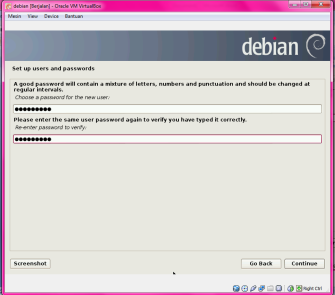 debian [Berjalan] - Oracle VM VirtualBox
Mesin View Device Bantuan
debian
Set up users and passwords
A good password will contain a mixture of letters, numbers and punctuation and should be changed at
regular intervals.
Choose a password for the new user:
●●●●●●●●●
Please enter the same user password again to verify you have typed it correctly.
Re-enter password to verify:
●●●●●●●●●
Screenshot
Go Back
Continue
Right Ctrl